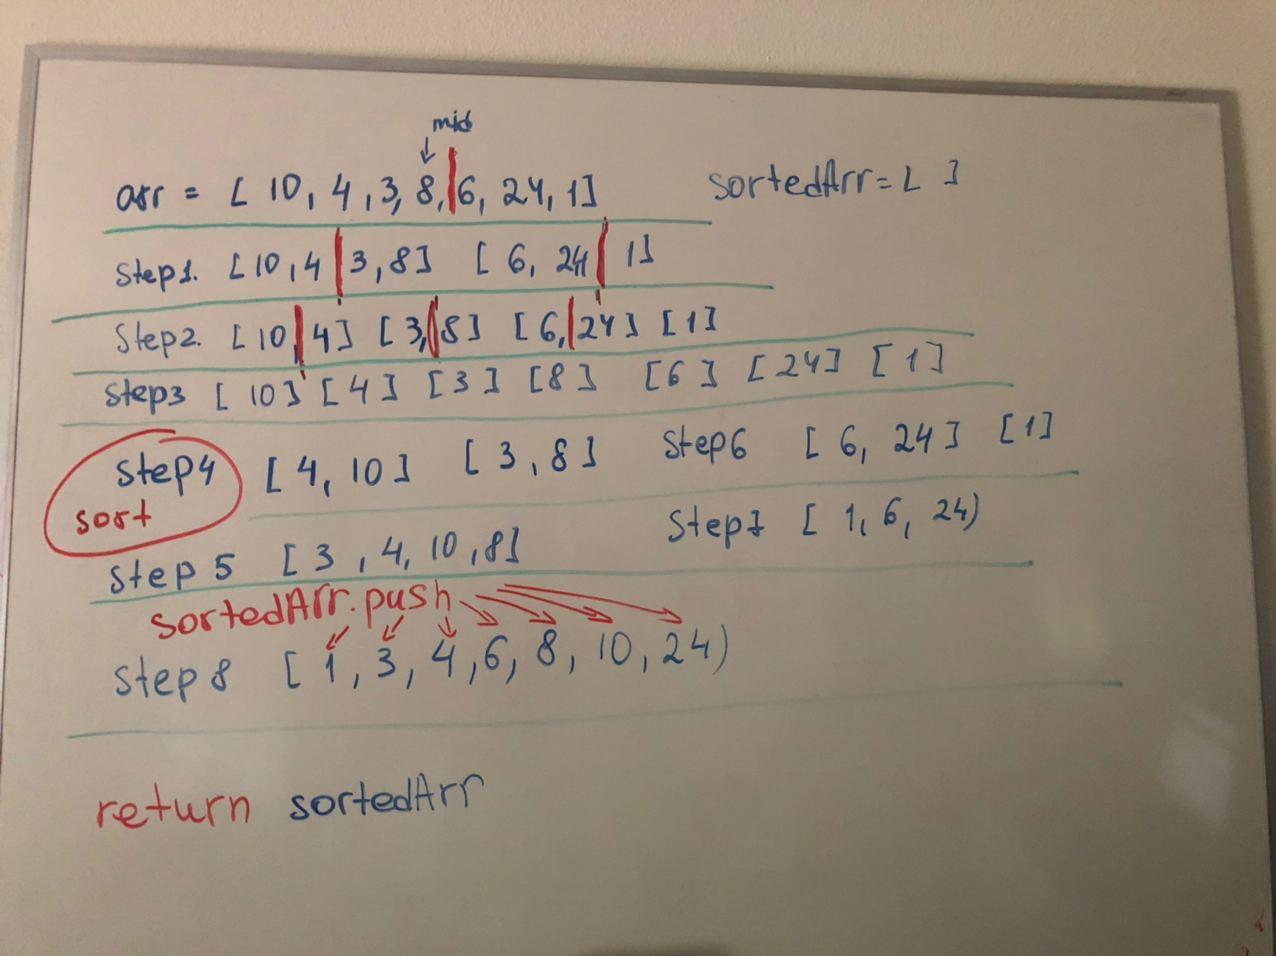 mid
arr = [ 10, 4, 3, 8, 6, 24, 1] sortedArr = [ ]
Step1. [10, 4 3, 8] [ 6, 24 1]
Step2. [10, 4] [3, 8] [6, 24] [1]
Step3 [10] [4] [3] [8] [6] [24] [1]
Step4 [4, 10] [3, 8] Step6 [6, 24] [1]
sort
Step 5 [3, 4, 10, 8] Step7 [1, 6, 24)
sortedArr.push
Step 8 [1, 3, 4, 6, 8, 10, 24)
return sortedArr